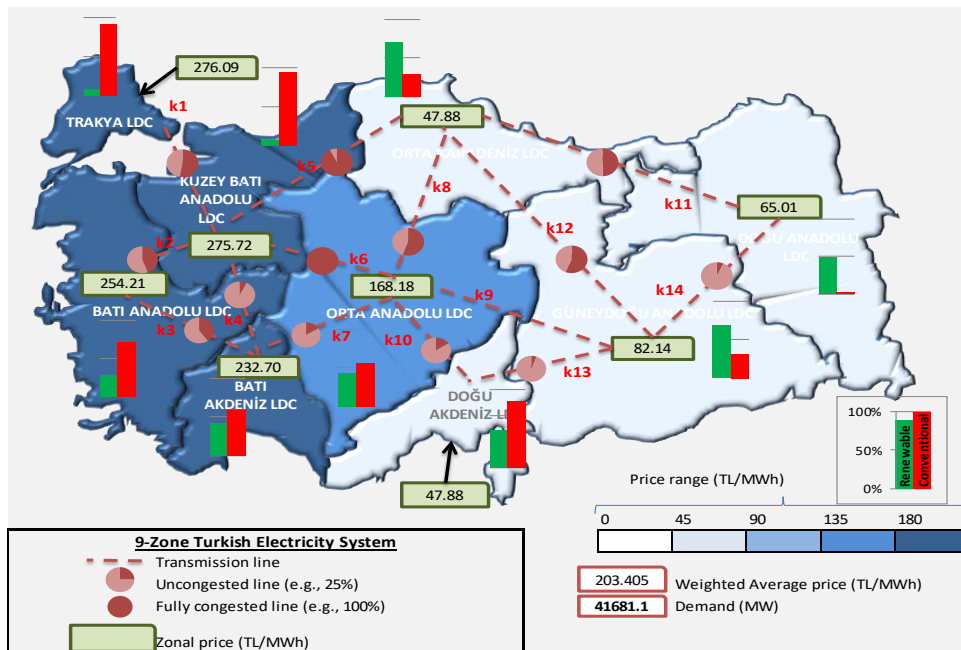 276.09
k1
TRAKYA LDC
47.88
ORTA KARADENİZ LDC
k5
KUZEY BATI
ANADOLU
LDC
k8
k11
65.01
DOĞU ANADOLU
LDC
k12
k2
275.72
k6
254.21
168.18
k9
k14
BATI ANADOLU LDC
ORTA ANADOLU LDC
GÜNEYDOĞU ANADOLU LDC
k3
k4
k7
k10
82.14
232.70
k13
BATI
AKDENİZ LDC
DOĞU
AKDENİZ LDC
47.88
100%
50%
0%
Renewable
Conventional
Price range (TL/MWh)
0 45 90 135 180
9-Zone Turkish Electricity System
Transmission line
Uncongested line (e.g., 25%)
Fully congested line (e.g., 100%)
Zonal price (TL/MWh)
203.405 Weighted Average price (TL/MWh)
41681.1 Demand (MW)